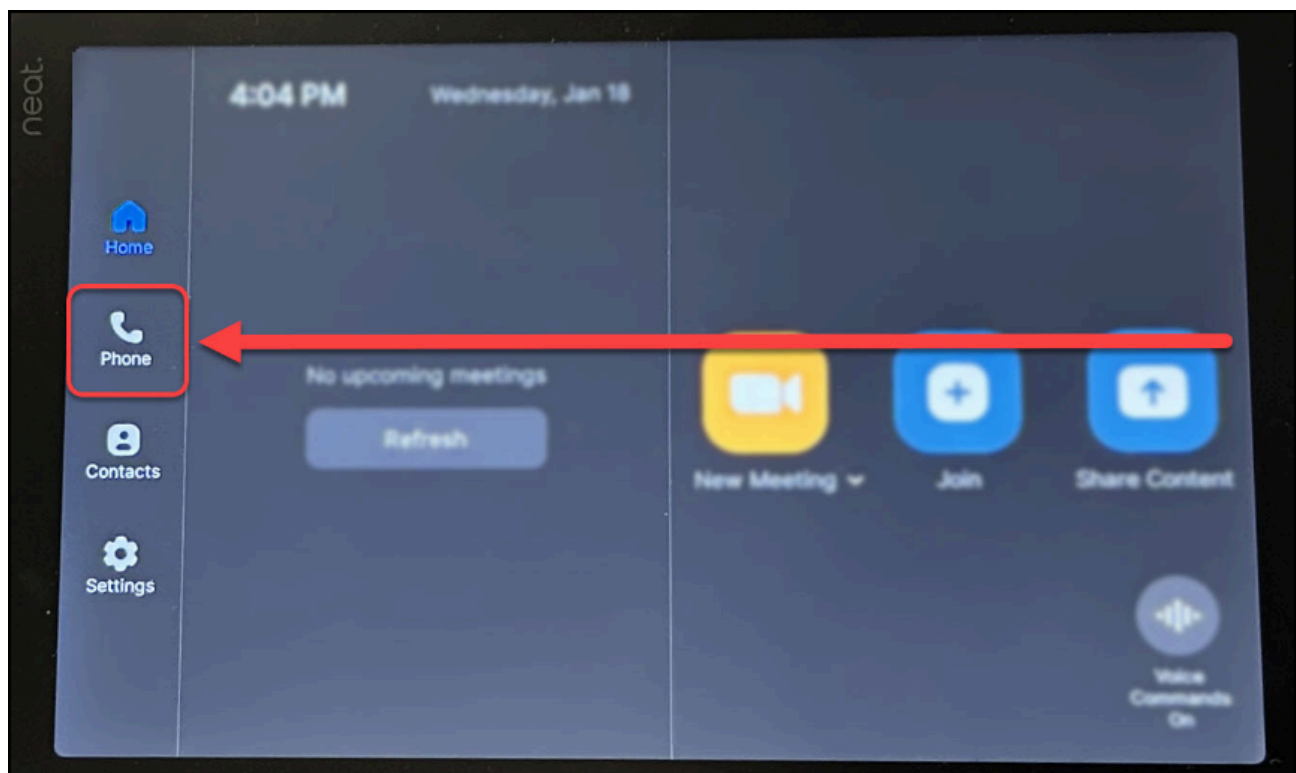 neat.
4:04 PM
Wednesday, Jan 18
Home
Phone
Contacts
Settings
No upcoming meetings
Refresh
New Meeting
Join
Share Content
Voice
Commands
On